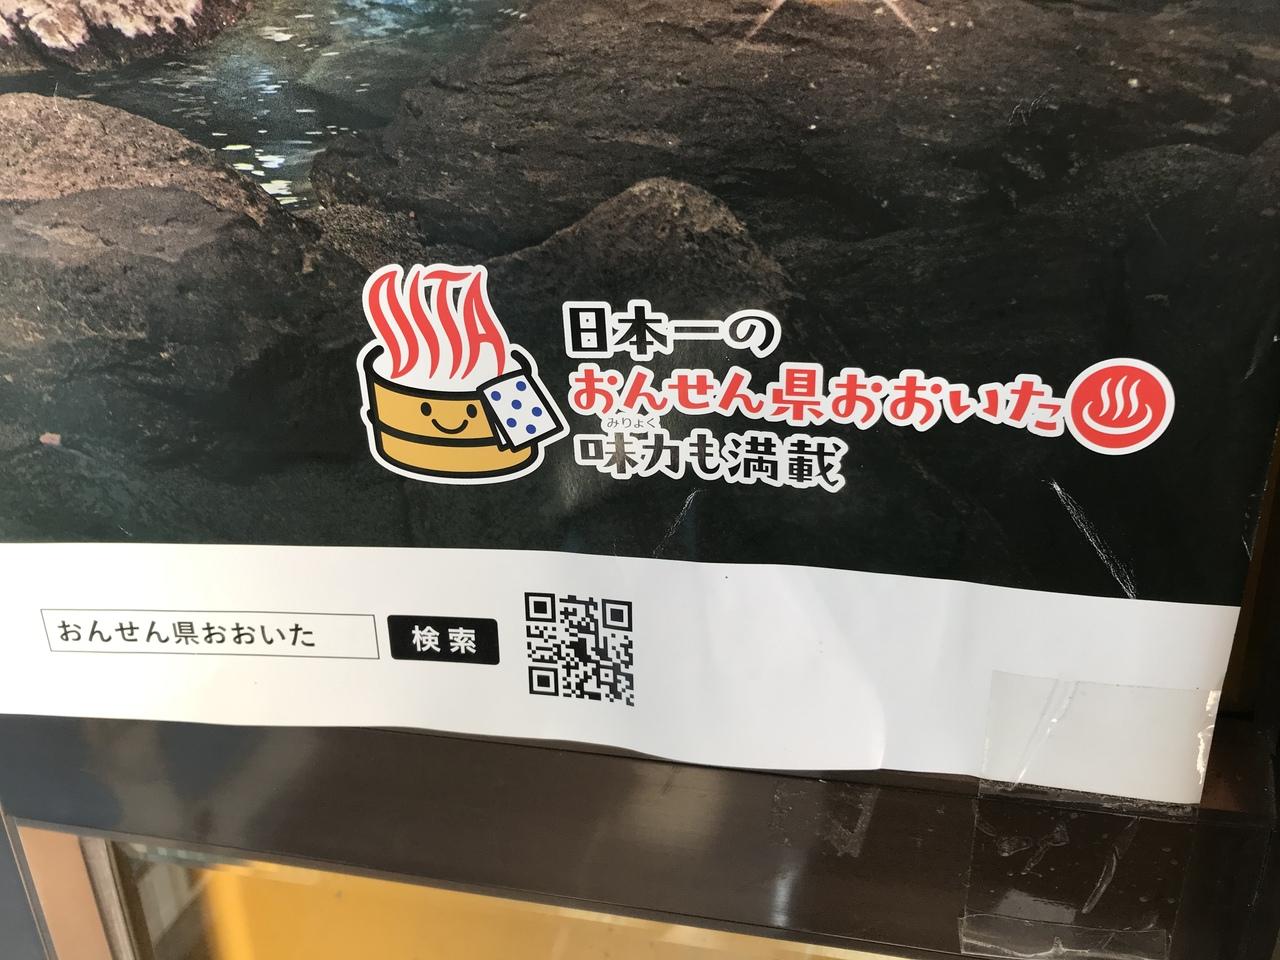 OITA
日本一の
おんせん県おおいた
みりょく
味力も満載
おんせん県おおいた 検索